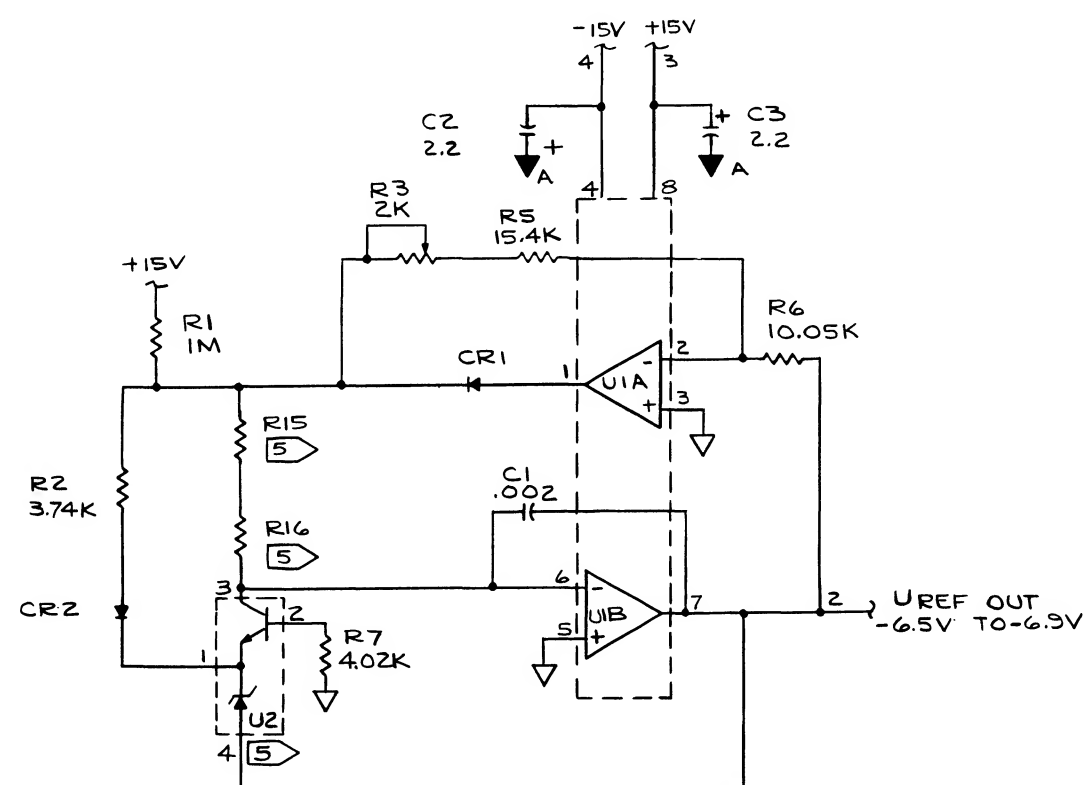 -15V +15V
4 3
C2
2.2
+
A
+ C3
2.2
A
4 8
R3
2K
R5
15.4K
+15V
R1
1M
R6
10.05K
CR1
1
U1A
- 2
+ 3
R15
5
R2
3.74K
C1
.002
R16
5
3
6 -
CR2
2
U1B
7
2
UREF OUT
-6.5V TO -6.9V
5 +
R7
4.02K
1
U2
4 5